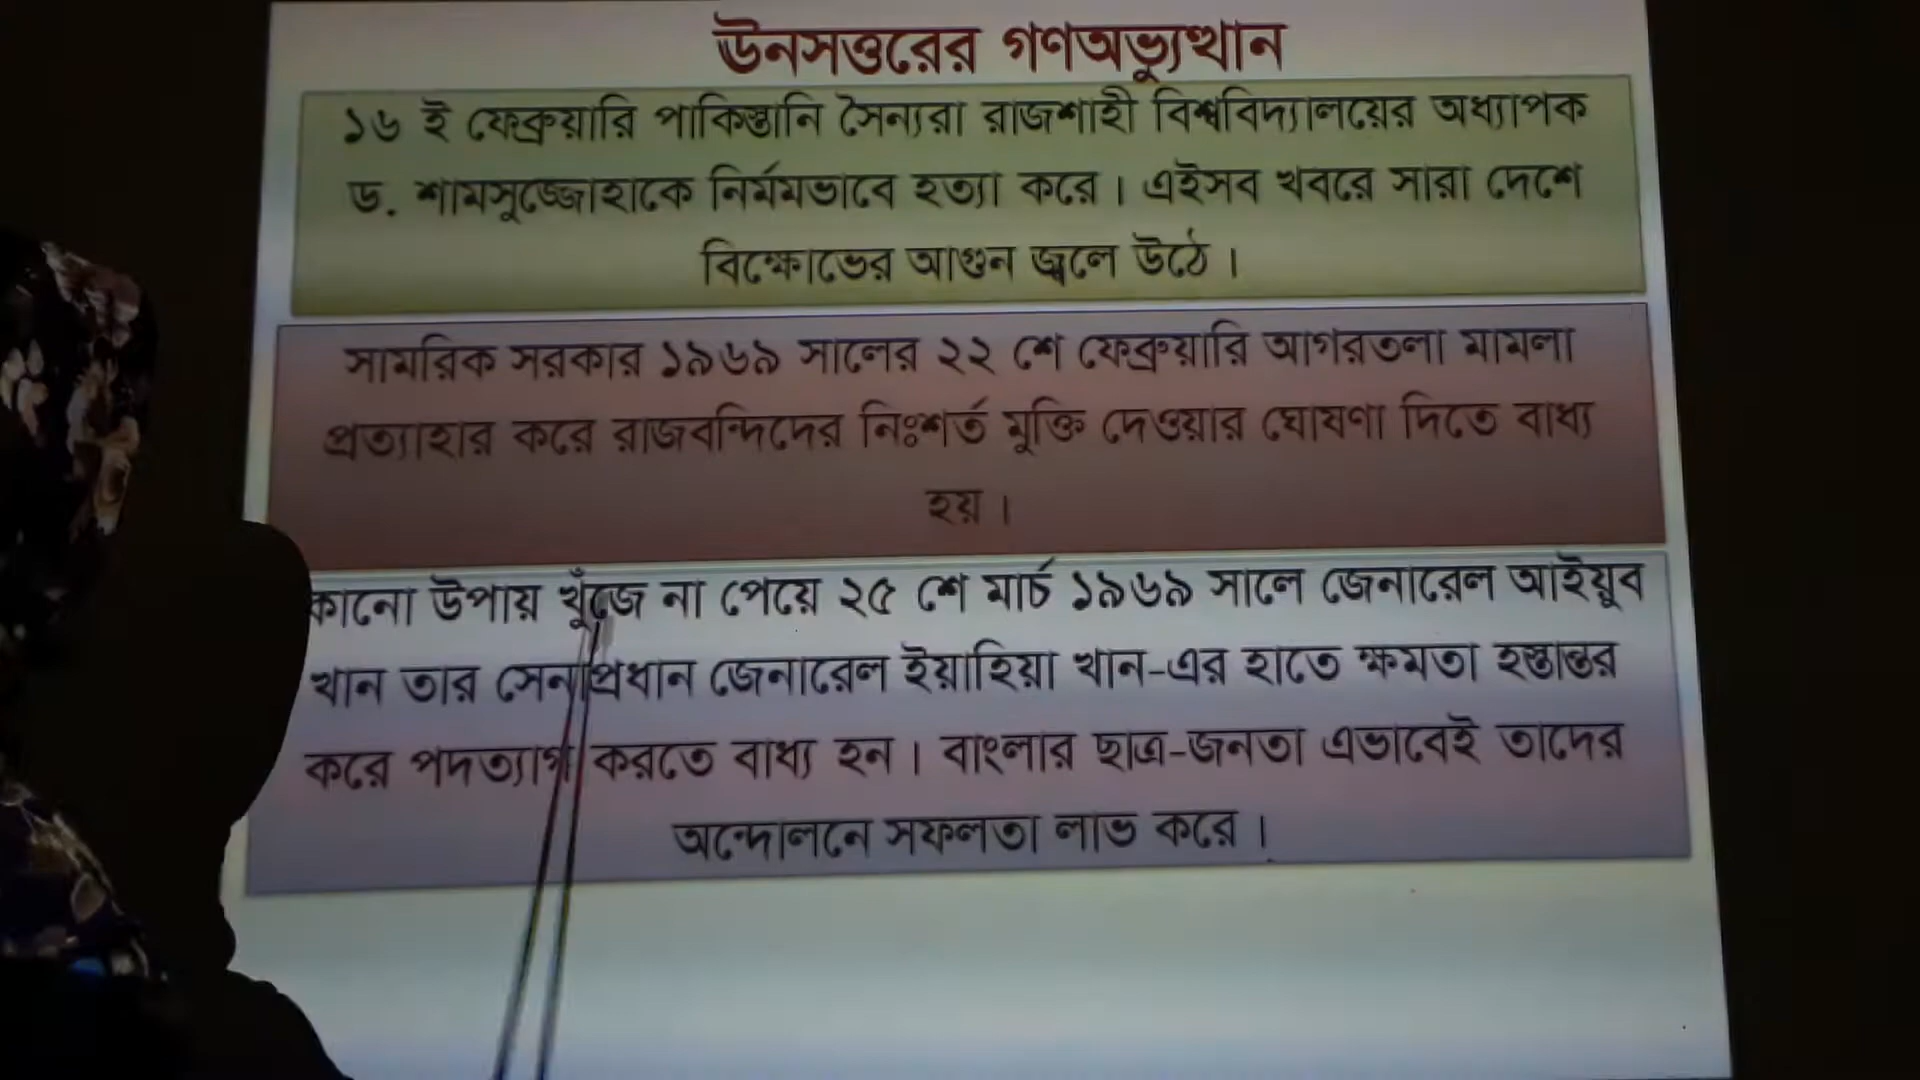 ঊনসত্তরের গণঅভ্যুত্থান
১৬ ই ফেব্রুয়ারি পাকিস্তানি সৈন্যরা রাজশাহী বিশ্ববিদ্যালয়ের অধ্যাপক
ড. শামসুজ্জোহাকে নির্মমভাবে হত্যা করে। এইসব খবরে সারা দেশে
বিক্ষোভের আগুন জ্বলে উঠে।
সামরিক সরকার ১৯৬৯ সালের ২২ শে ফেব্রুয়ারি আগরতলা মামলা
প্রত্যাহার করে রাজবন্দিদের নিঃশর্ত মুক্তি দেওয়ার ঘোষণা দিতে বাধ্য
হয়।
কানো উপায় খুঁজে না পেয়ে ২৫ শে মার্চ ১৯৬৯ সালে জেনারেল আইয়ুব
খান তার সেনাপ্রধান জেনারেল ইয়াহিয়া খান-এর হাতে ক্ষমতা হস্তান্তর
করে পদত্যাগ করতে বাধ্য হন। বাংলার ছাত্র-জনতা এভাবেই তাদের
অন্দোলনে সফলতা লাভ করে।